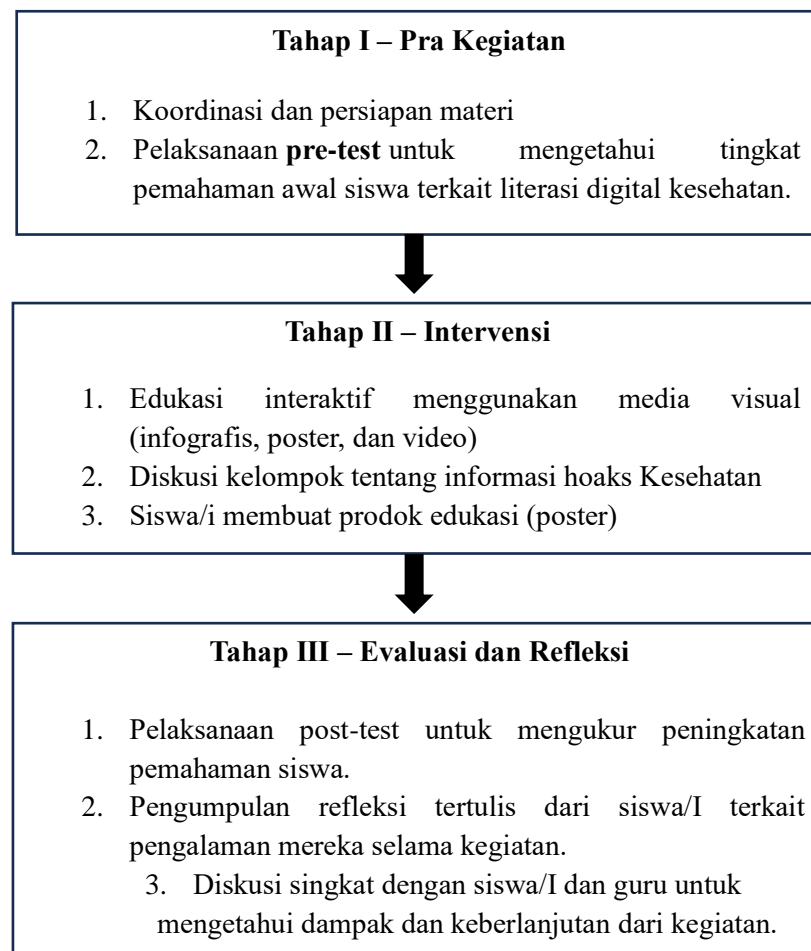 Tahap I – Pra Kegiatan
1. Koordinasi dan persiapan materi
2. Pelaksanaan pre-test untuk mengetahui tingkat
pemahaman awal siswa terkait literasi digital kesehatan.
Tahap II – Intervensi
1. Edukasi interaktif menggunakan media visual
(infografis, poster, dan video)
2. Diskusi kelompok tentang informasi hoaks Kesehatan
3. Siswa/i membuat prodok edukasi (poster)
Tahap III – Evaluasi dan Refleksi
1. Pelaksanaan post-test untuk mengukur peningkatan
pemahaman siswa.
2. Pengumpulan refleksi tertulis dari siswa/I terkait
pengalaman mereka selama kegiatan.
3. Diskusi singkat dengan siswa/I dan guru untuk
mengetahui dampak dan keberlanjutan dari kegiatan.